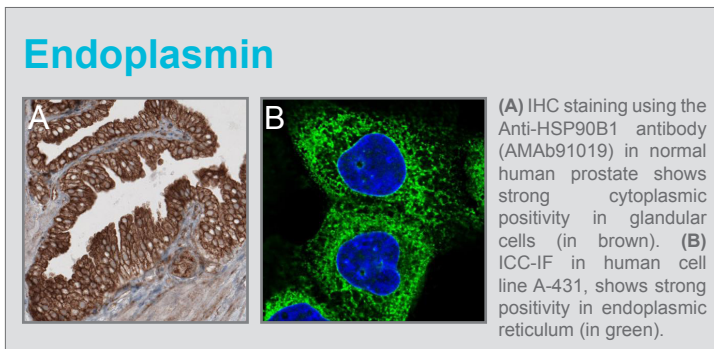 Endoplasmin
A
B
(A) IHC staining using the
Anti-HSP90B1 antibody
(AMAb91019) in normal
human prostate shows
strong cytoplasmic
positivity in glandular
cells (in brown). (B)
ICC-IF in human cell
line A-431, shows strong
positivity in endoplasmic
reticulum (in green).